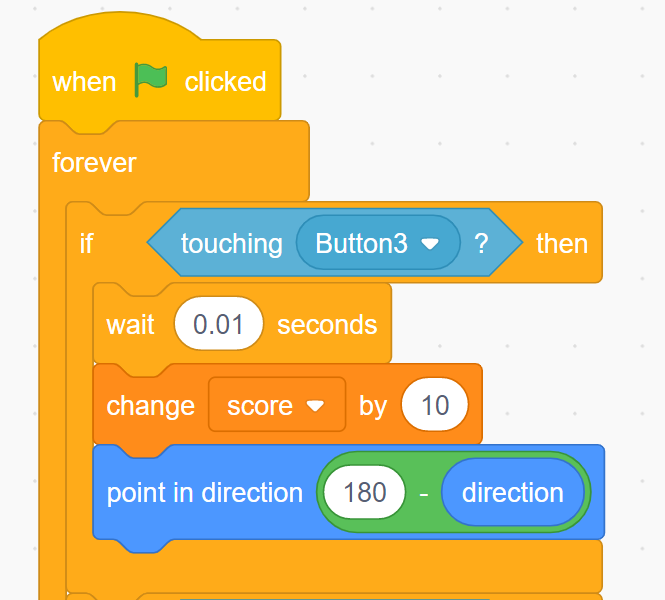 when clicked
forever
if touching Button3 ? then
wait 0.01 seconds
change score by 10
point in direction 180 - direction